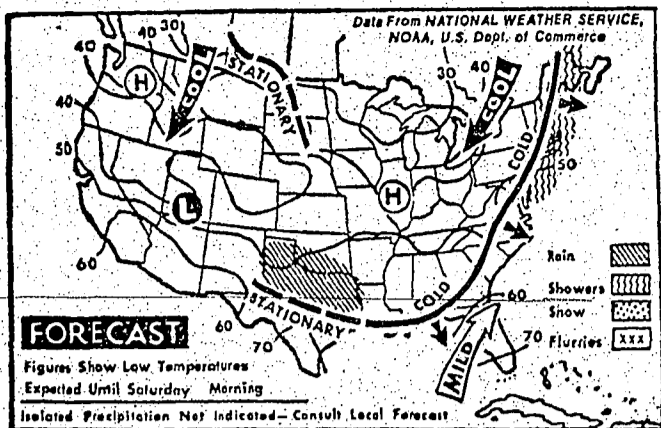 Data From NATIONAL WEATHER SERVICE,
NOAA, U.S. Dept. of Commerce
30
40
40
H
COOL
STATIONARY
30
40
COOL
COLD
40
50
50
L
H
60
Rain
Showers
Snow
Flurries
xxx
STATIONARY
COLD
60
60
70
70
MILD
FORECAST
Figures Show Low Temperatures
Expected Until Saturday Morning
Isolated Precipitation Not Indicated– Consult Local Forecast